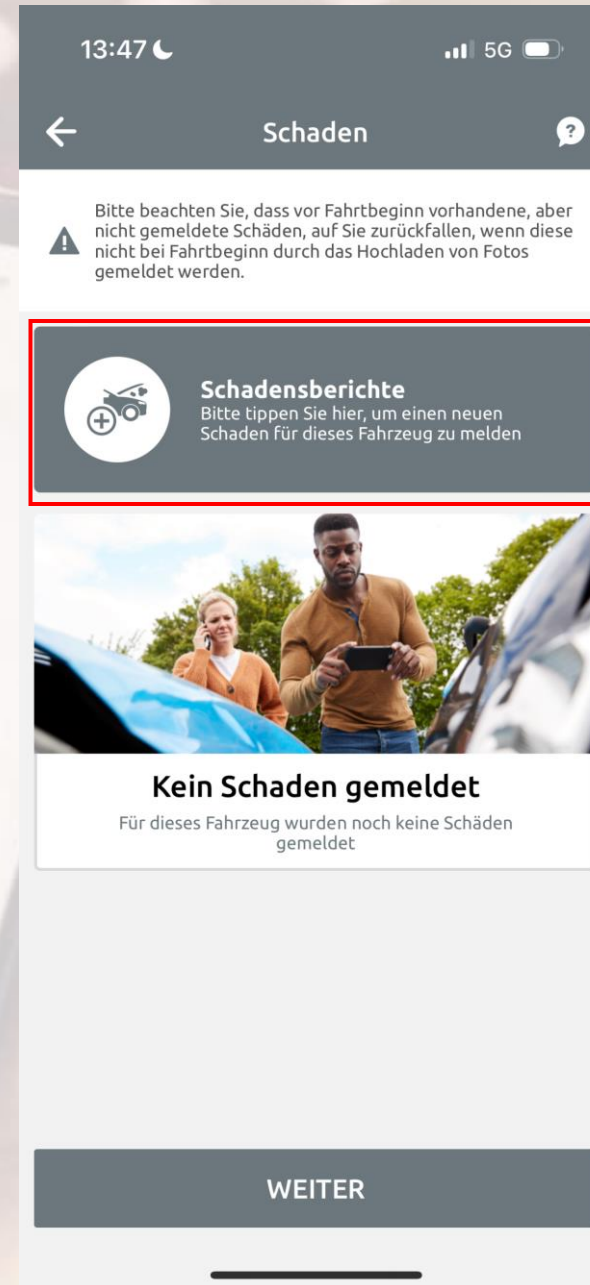 13:47
5G
Schaden
?
Bitte beachten Sie, dass vor Fahrtbeginn vorhandene, aber
nicht gemeldete Schäden, auf Sie zurückfallen, wenn diese
nicht bei Fahrtbeginn durch das Hochladen von Fotos
gemeldet werden.
Schadensberichte
Bitte tippen Sie hier, um einen neuen
Schaden für dieses Fahrzeug zu melden
Kein Schaden gemeldet
Für dieses Fahrzeug wurden noch keine Schäden
gemeldet
WEITER